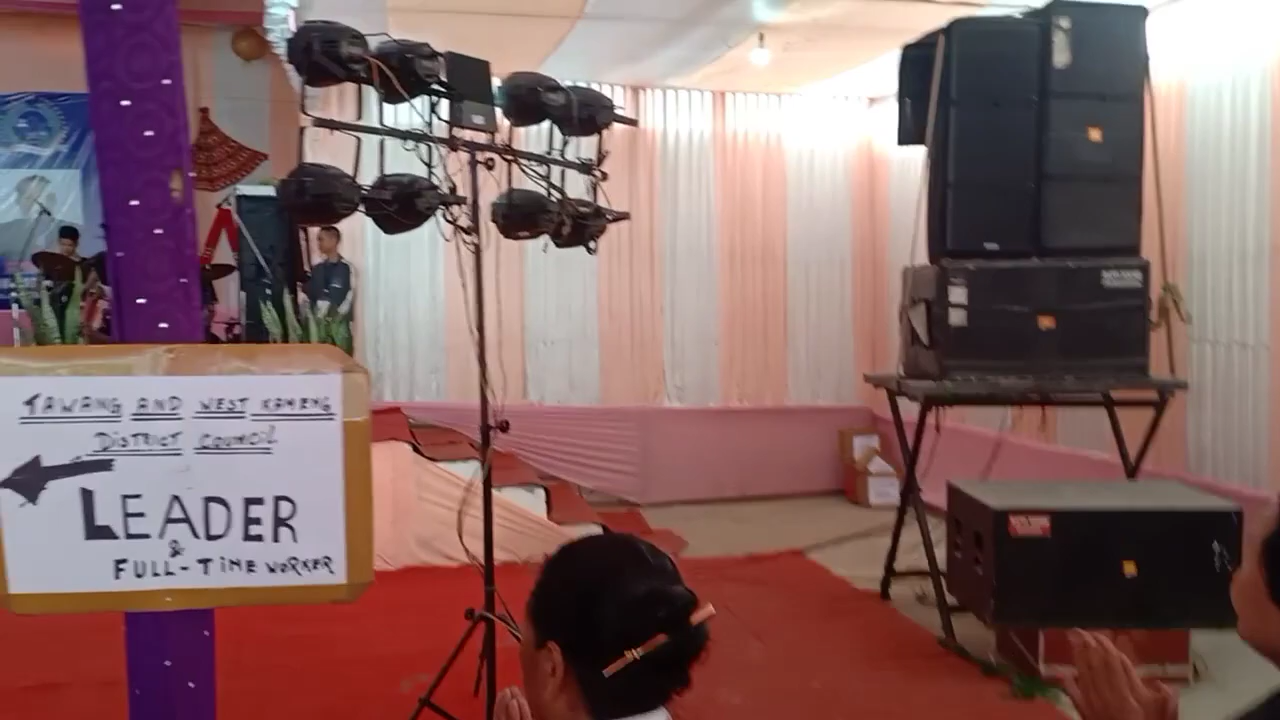 TAWANG AND WEST KAMENG
DISTRICT COUNCIL
LEADER
&
FULL-TIME WORKER